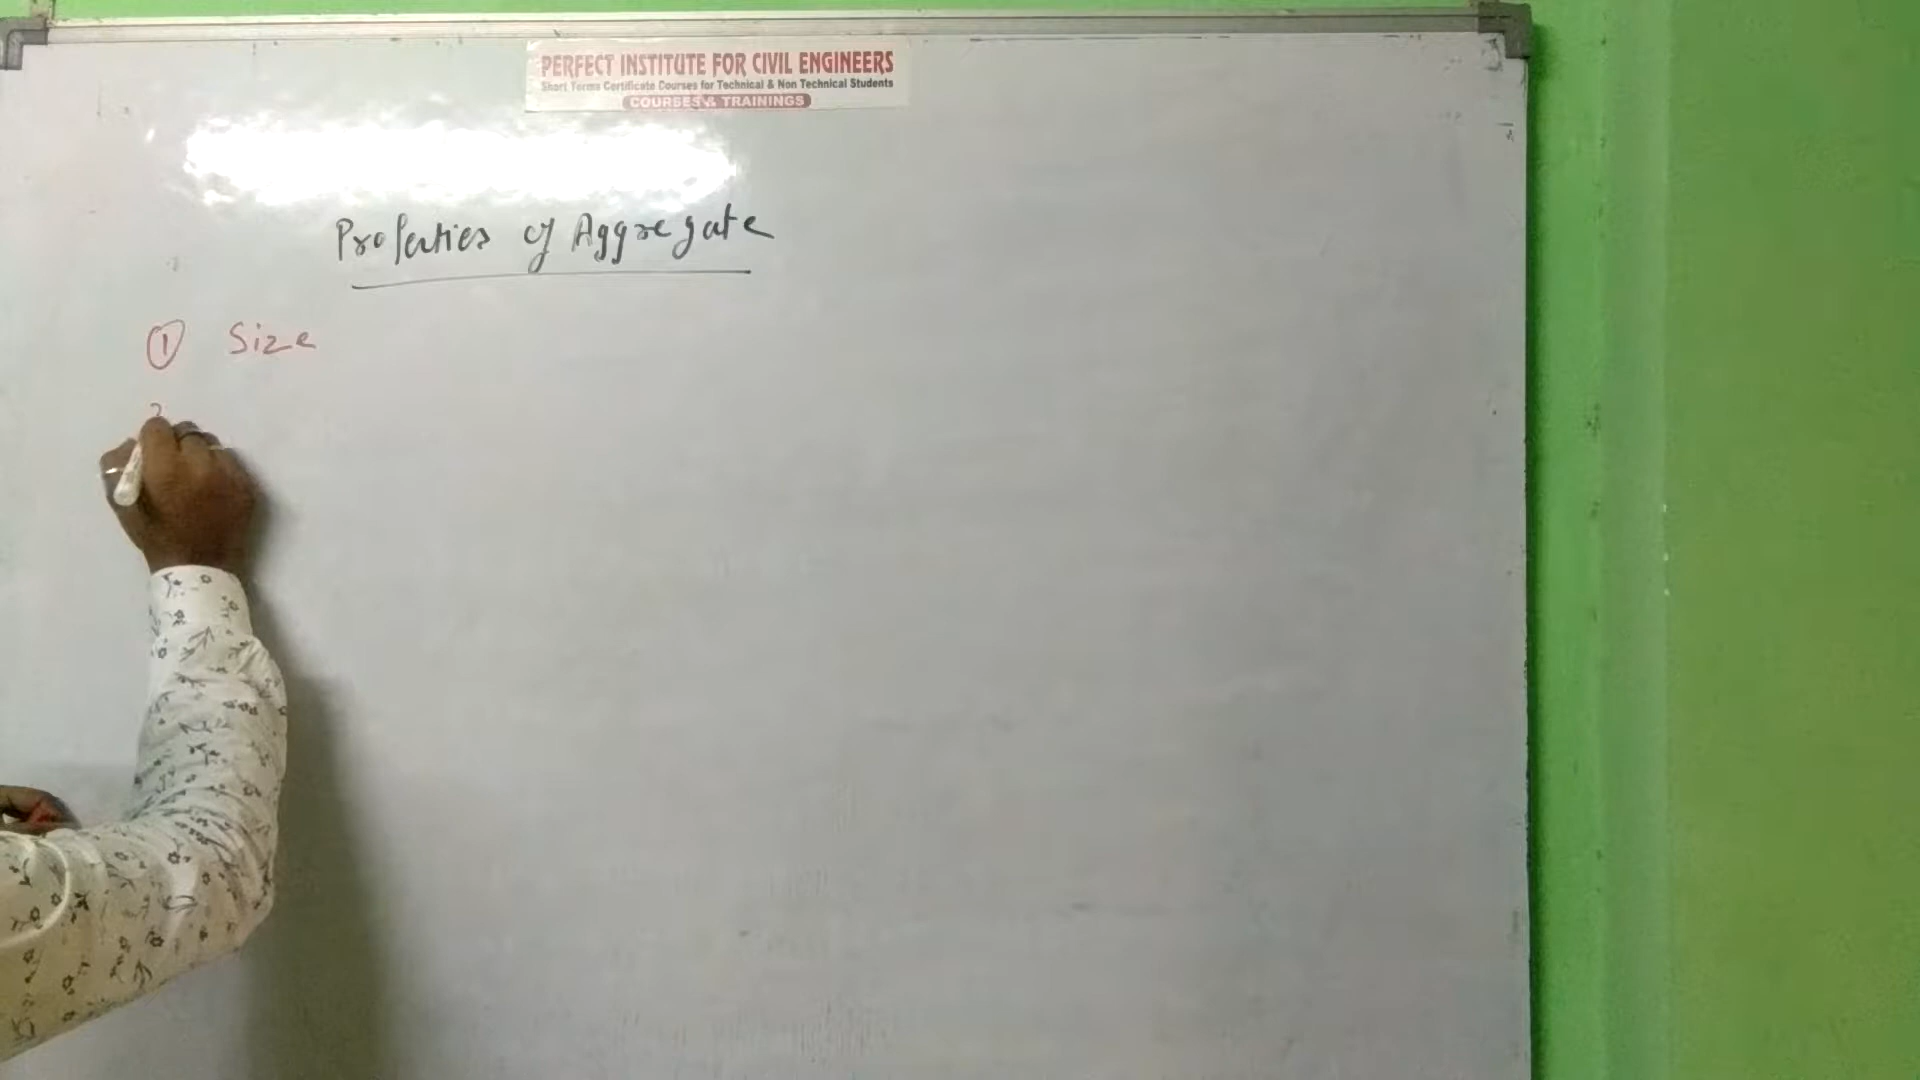 PERFECT INSTITUTE FOR CIVIL ENGINEERS
Short Terms Certificate Courses for Technical & Non Technical Students
COURSES & TRAININGS
Properties of Aggregate
① Size
2